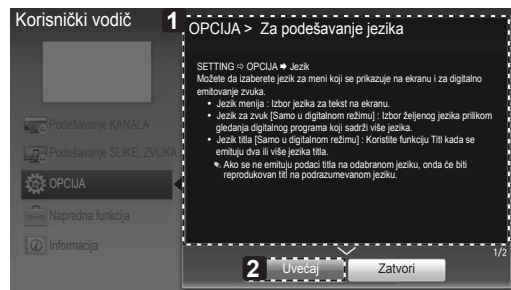 Korisnički vodič
1
OPCIJA > Za podešavanje jezika
SETTING ⇨ OPCIJA ➡ Jezik
Možete da izaberete jezik za meni koji se prikazuje na ekranu i za digitalno
emitovanje zvuka.
• Jezik menija : Izbor jezika za tekst na ekranu.
• Jezik za zvuk [Samo u digitalnom režimu] : Izbor željenog jezika prilikom
gledanja digitalnog programa koji sadrži više jezika.
• Jezik titla [Samo u digitalnom režimu] : Koristite funkciju Titl kada se
emituju dva ili više jezika titla.
Ako se ne emituju podaci titla na odabranom jeziku, onda će biti
reprodukovan titl na podrazumevanom jeziku.
Podešavanje KANALA
Podešavanje SLIKE, ZVUKA
OPCIJA
Napredna funkcija
Informacija
1/2
2
Uvećaj
Zatvori